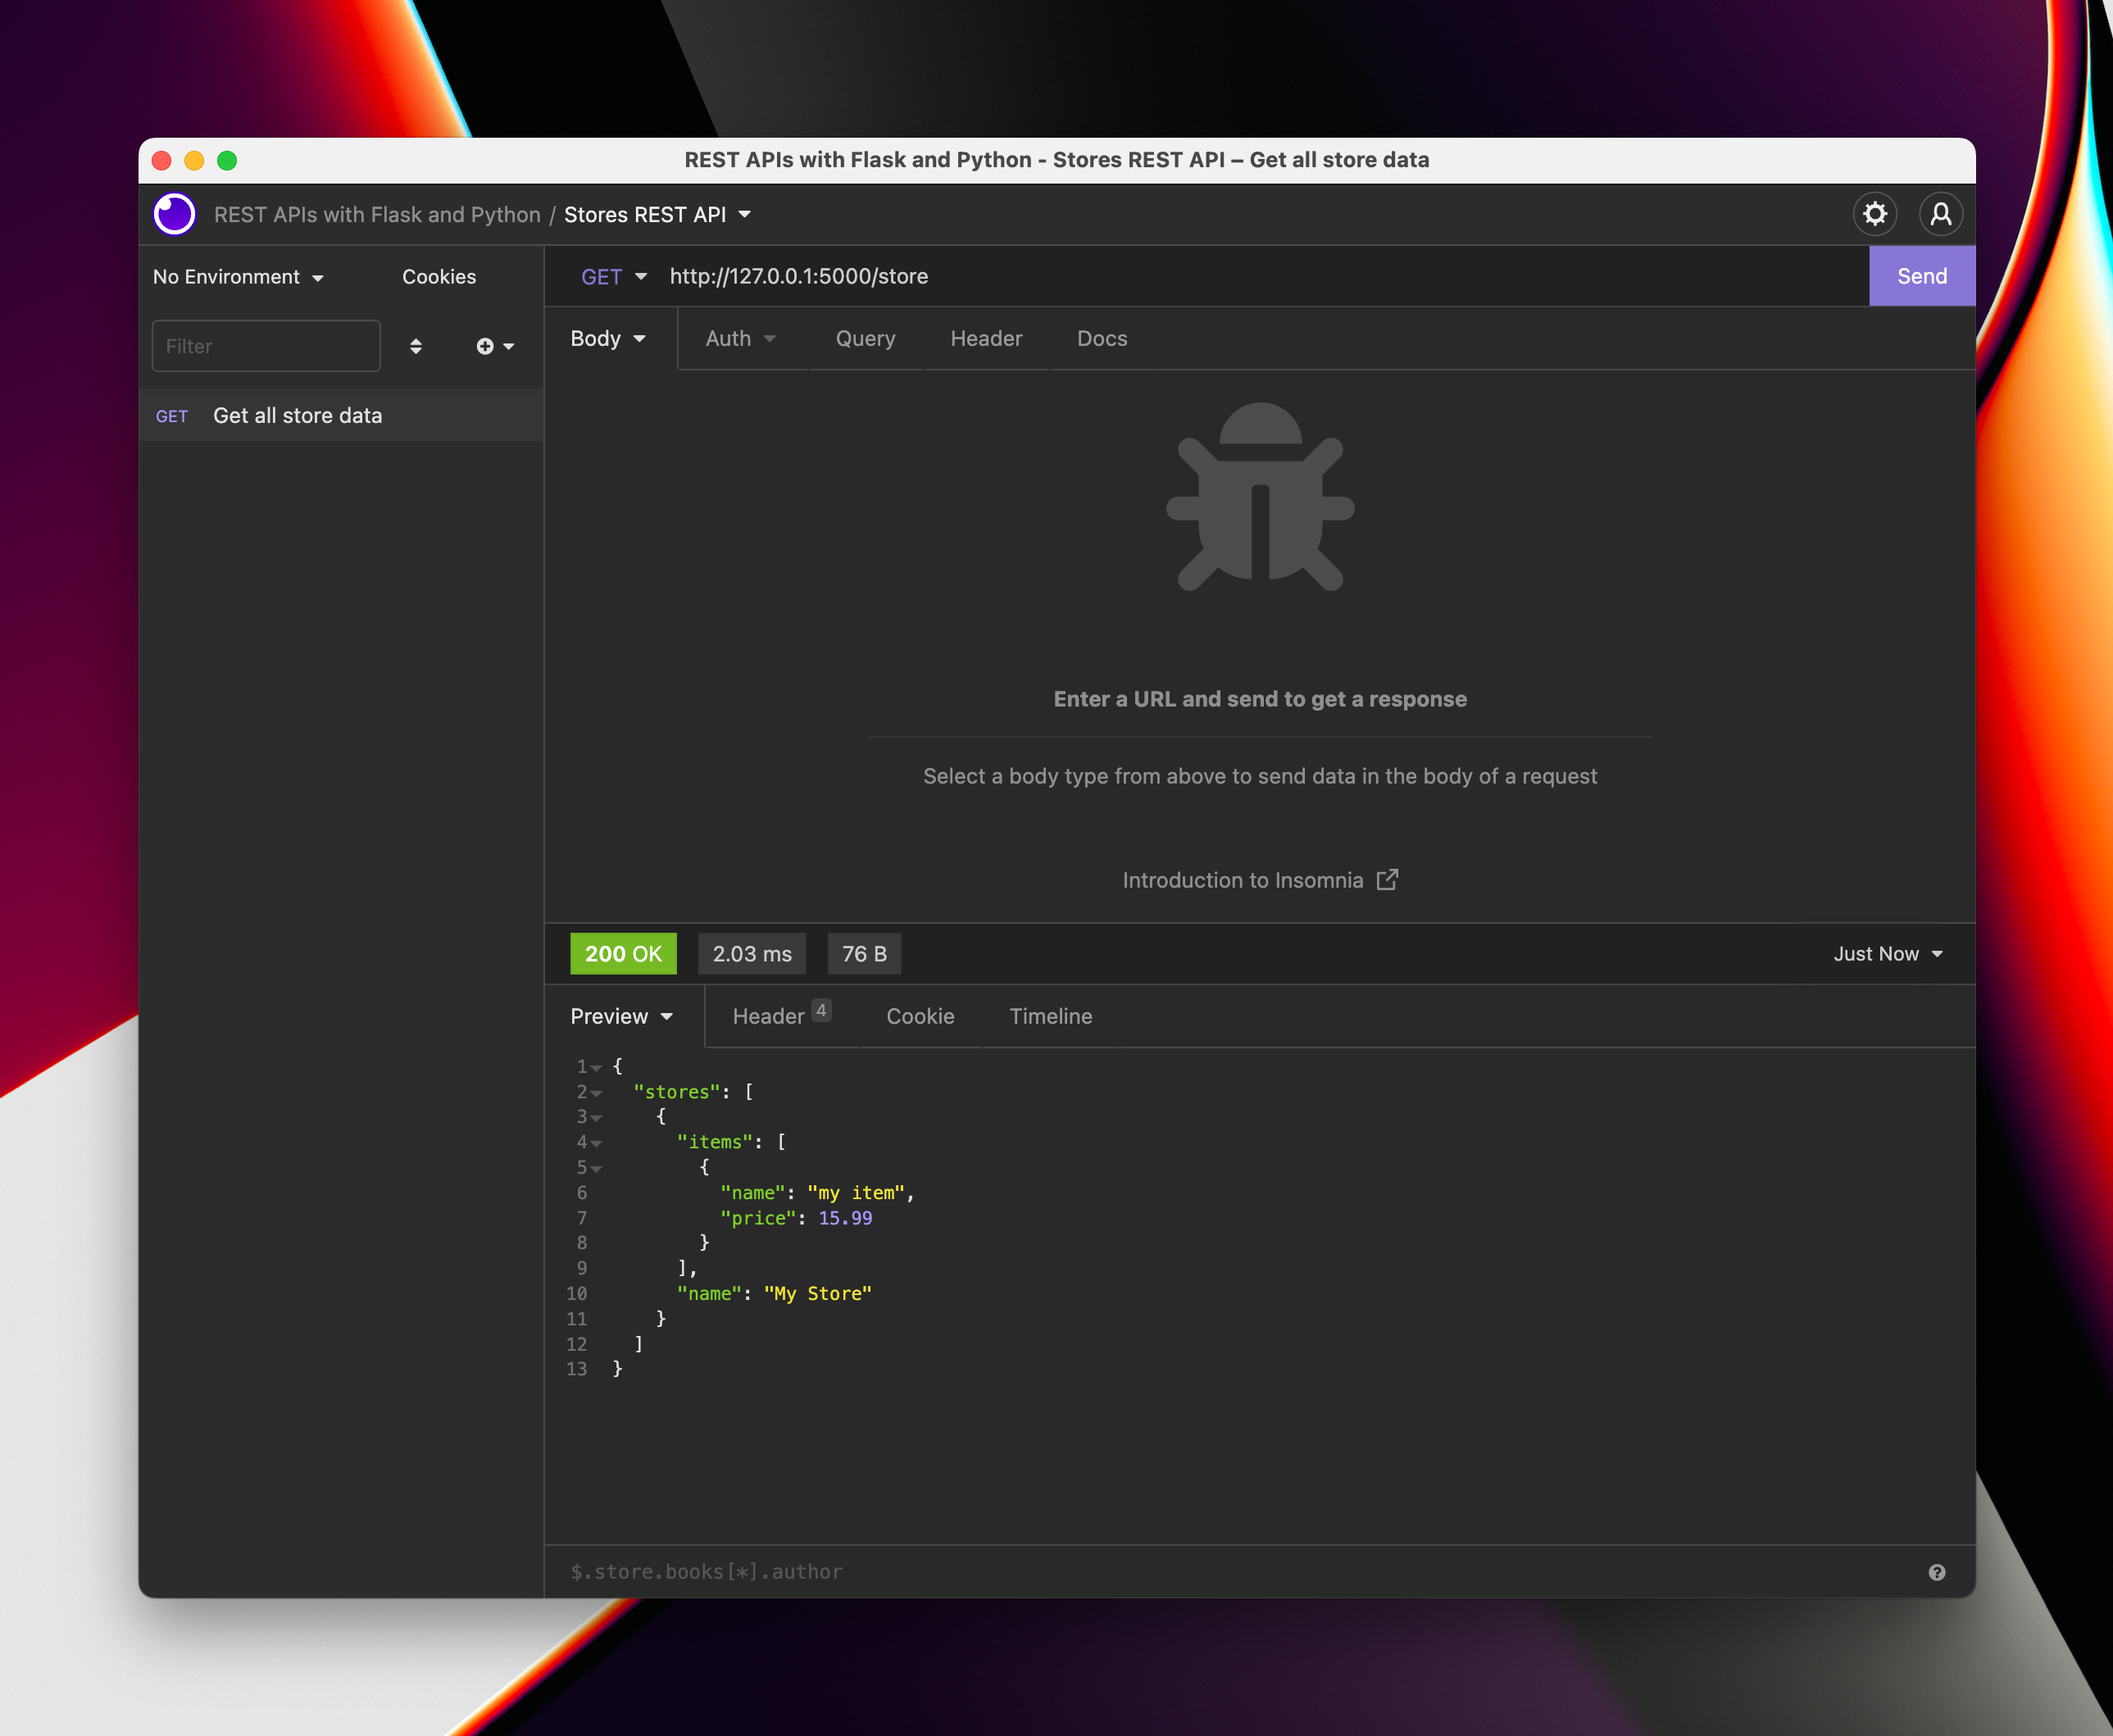 REST APIs with Flask and Python - Stores REST API – Get all store data
REST APIs with Flask and Python / Stores REST API
No Environment Cookies
Filter
GET Get all store data
GET http://127.0.0.1:5000/store Send
Body Auth Query Header Docs
Enter a URL and send to get a response
Select a body type from above to send data in the body of a request
Introduction to Insomnia
200 OK 2.03 ms 76 B Just Now
Preview Header 4 Cookie Timeline
1 {
2 "stores": [
3 {
4 "items": [
5 {
6 "name": "my item",
7 "price": 15.99
8 }
9 ],
10 "name": "My Store"
11 }
12 ]
13 }
$.store.books[*].author